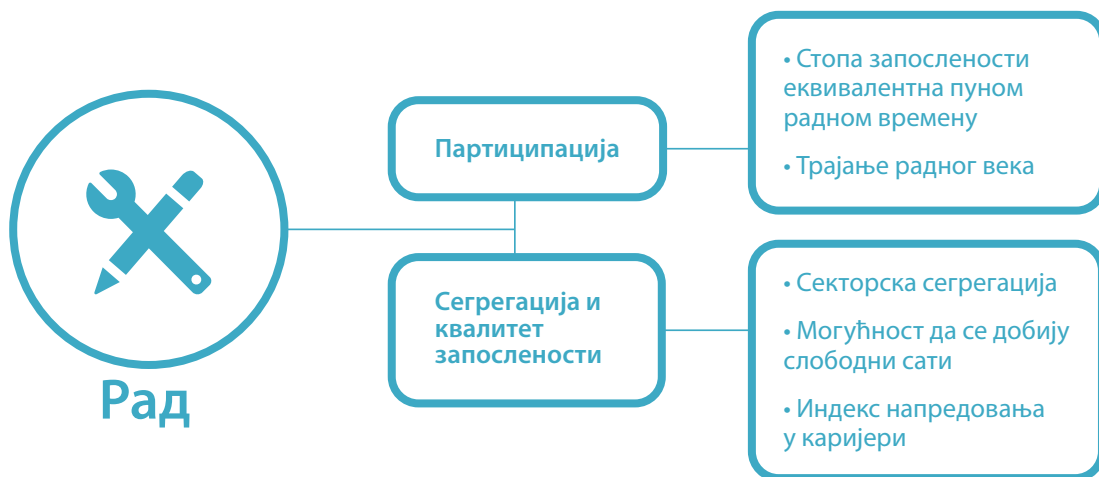 Рад
Партиципација
• Стопа запослености
еквивалентна пуном
радном времену
• Трајање радног века
Сегрегација и
квалитет
запослености
• Секторска сегрегација
• Могућност да се добију
слободни сати
• Индекс напредовања
у каријери